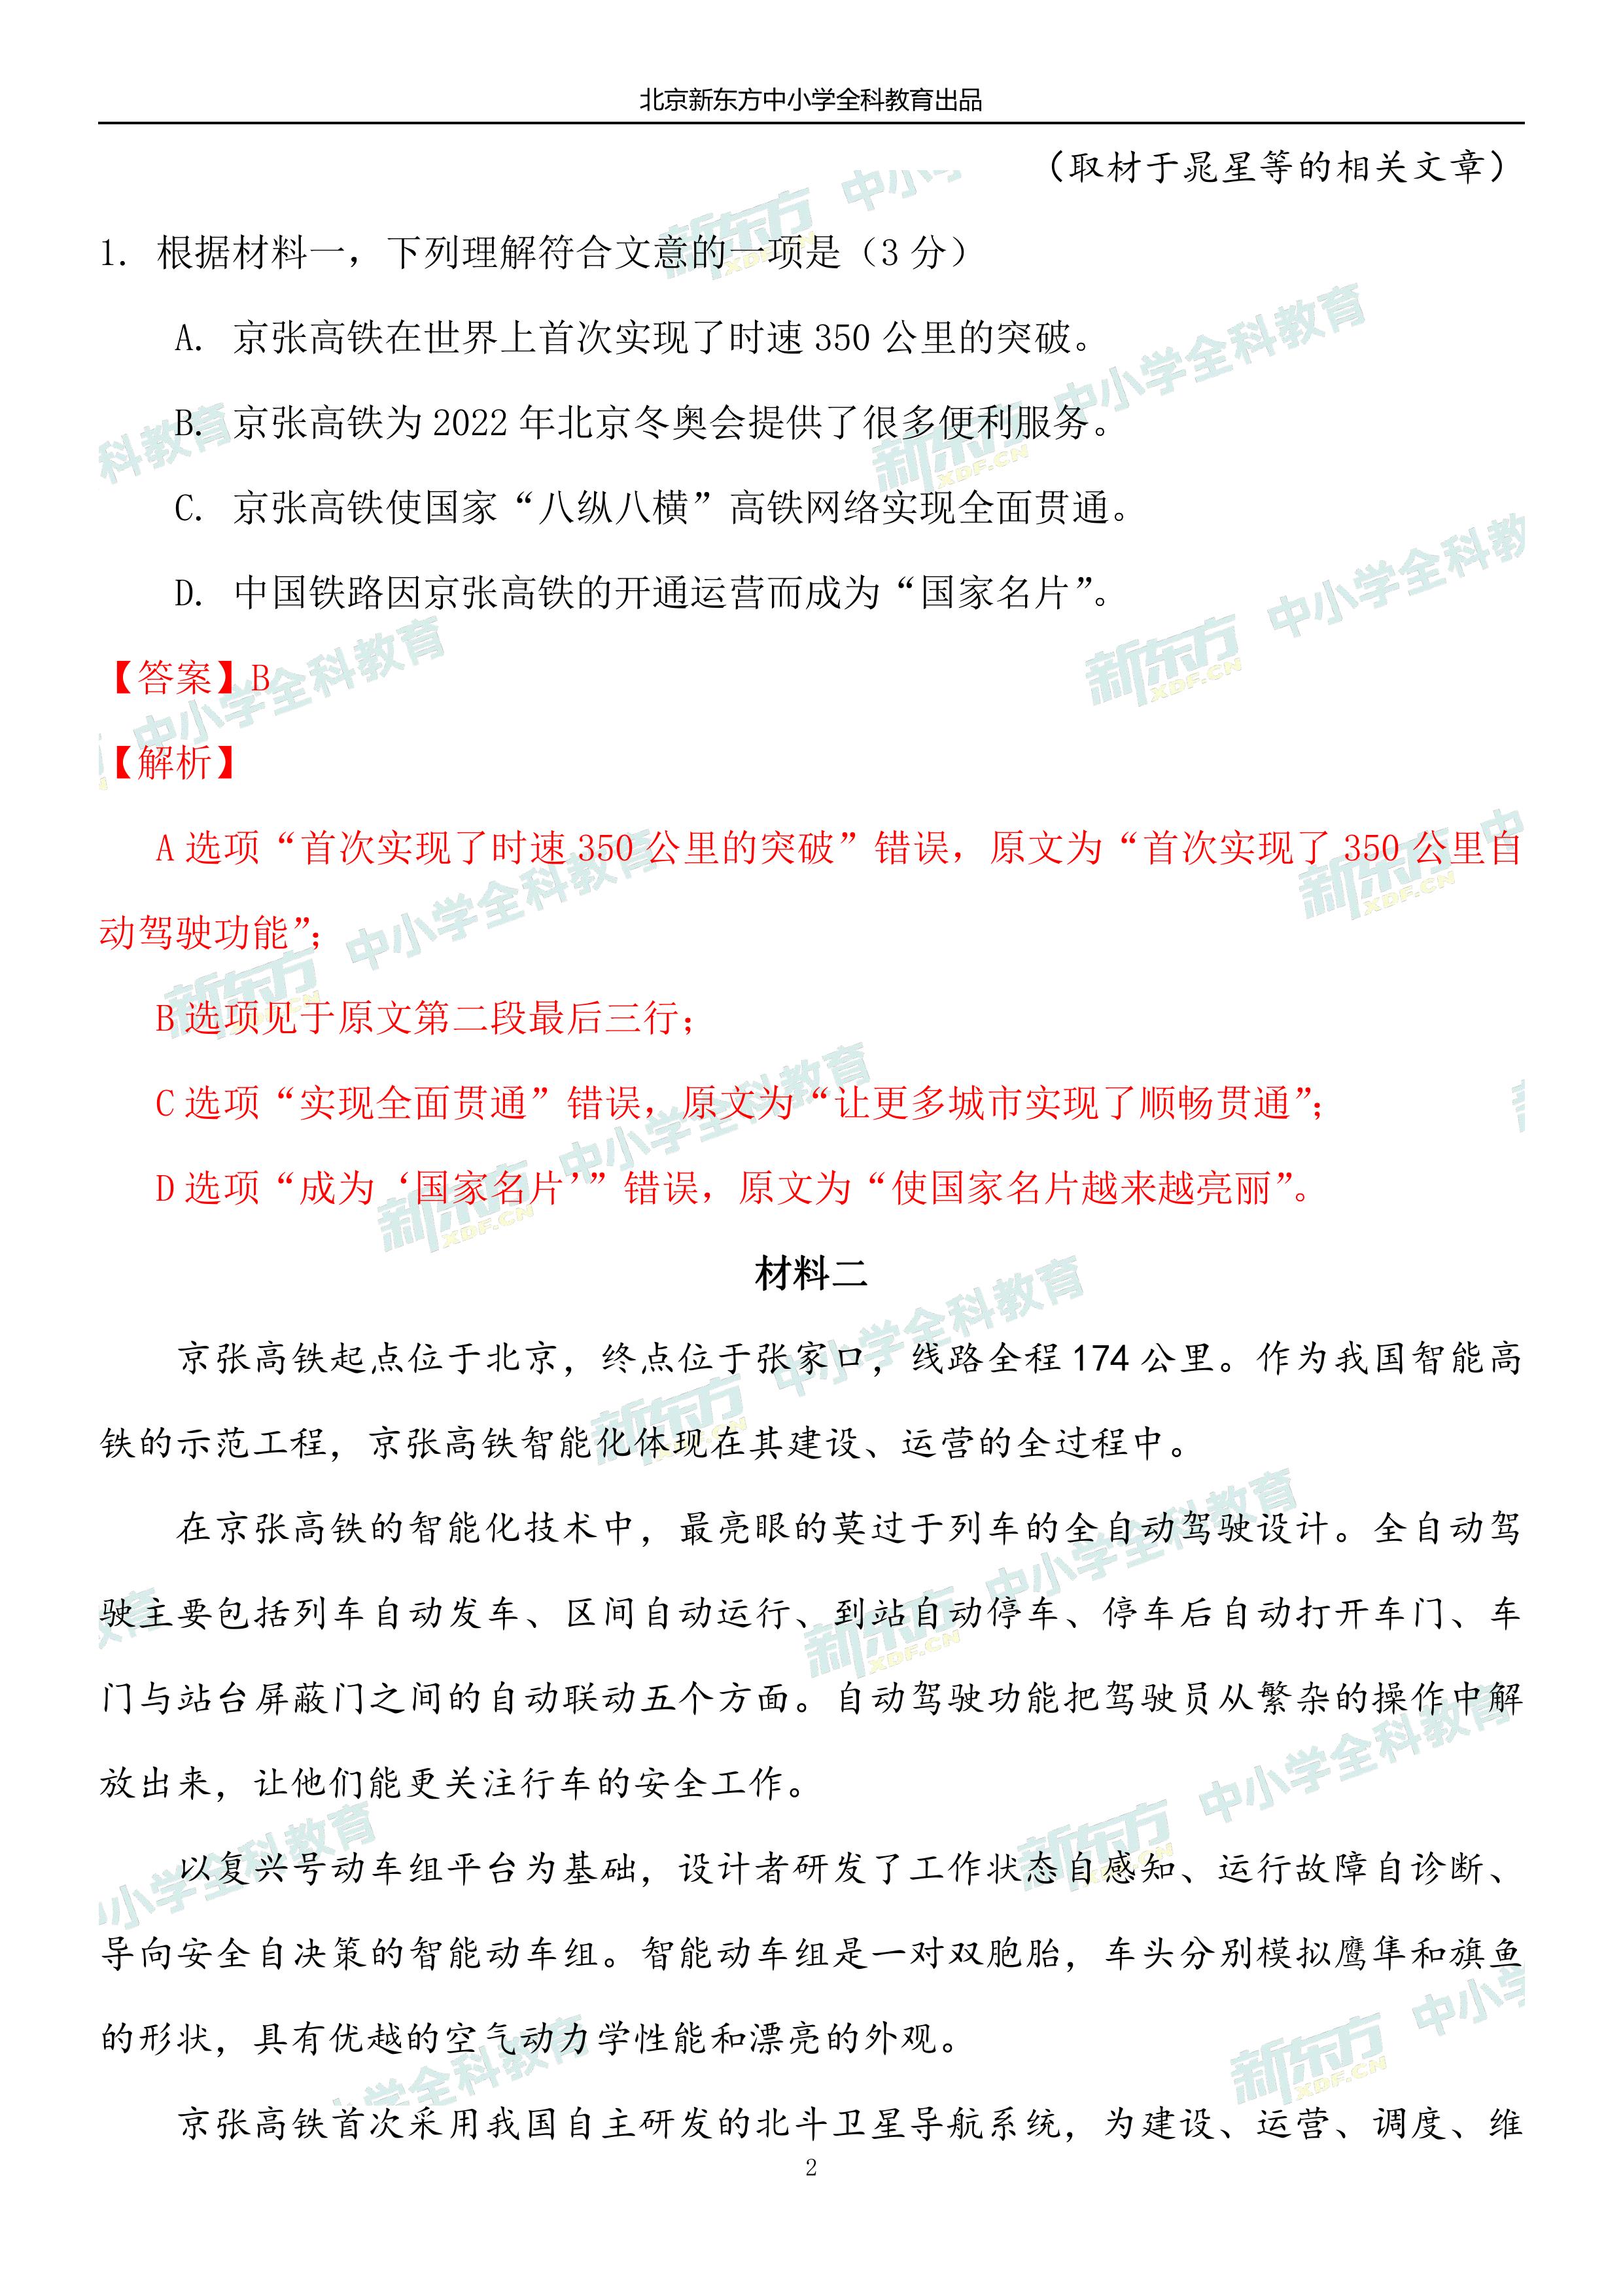 北京新东方中小学全科教育出品
（取材于晁星等的相关文章）
1. 根据材料一，下列理解符合文意的一项是（3 分）
A. 京张高铁在世界上首次实现了时速 350 公里的突破。
B. 京张高铁为 2022 年北京冬奥会提供了很多便利服务。
C. 京张高铁使国家“八纵八横”高铁网络实现全面贯通。
D. 中国铁路因京张高铁的开通运营而成为“国家名片”。
【答案】B
【解析】
A 选项“首次实现了时速 350 公里的突破”错误，原文为“首次实现了 350 公里自
动驾驶功能”；
B 选项见于原文第二段最后三行；
C 选项“实现全面贯通”错误，原文为“让更多城市实现了顺畅贯通”；
D 选项“成为‘国家名片’”错误，原文为“使国家名片越来越亮丽”。
材料二
京张高铁起点位于北京，终点位于张家口，线路全程 174 公里。作为我国智能高
铁的示范工程，京张高铁智能化体现在其建设、运营的全过程中。
在京张高铁的智能化技术中，最亮眼的莫过于列车的全自动驾驶设计。全自动驾
驶主要包括列车自动发车、区间自动运行、到站自动停车、停车后自动打开车门、车
门与站台屏蔽门之间的自动联动五个方面。自动驾驶功能把驾驶员从繁杂的操作中解
放出来，让他们能更关注行车的安全工作。
以复兴号动车组平台为基础，设计者研发了工作状态自感知、运行故障自诊断、
导向安全自决策的智能动车组。智能动车组是一对双胞胎，车头分别模拟鹰隼和旗鱼
的形状，具有优越的空气动力学性能和漂亮的外观。
京张高铁首次采用我国自主研发的北斗卫星导航系统，为建设、运营、调度、维
2